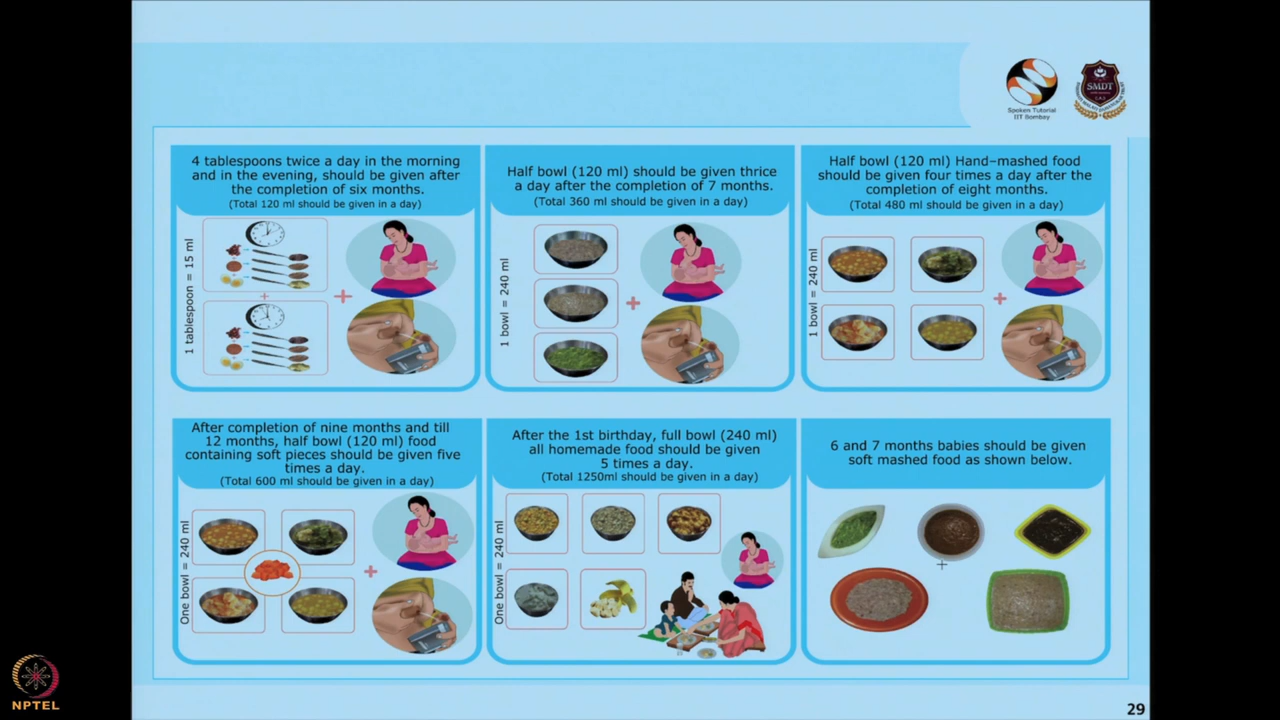 Spoken Tutorial
IIT Bombay
SMDT
4 tablespoons twice a day in the morning
and in the evening, should be given after
the completion of six months.
(Total 120 ml should be given in a day)
1 tablespoon = 15 ml
Half bowl (120 ml) should be given thrice
a day after the completion of 7 months.
(Total 360 ml should be given in a day)
1 bowl = 240 ml
Half bowl (120 ml) Hand-mashed food
should be given four times a day after the
completion of eight months.
(Total 480 ml should be given in a day)
1 bowl = 240 ml
After completion of nine months and till
12 months, half bowl (120 ml) food
containing soft pieces should be given five
times a day.
(Total 600 ml should be given in a day)
One bowl = 240 ml
After the 1st birthday, full bowl (240 ml)
all homemade food should be given
5 times a day.
(Total 1250ml should be given in a day)
One bowl = 240 ml
6 and 7 months babies should be given
soft mashed food as shown below.
NPTEL
29